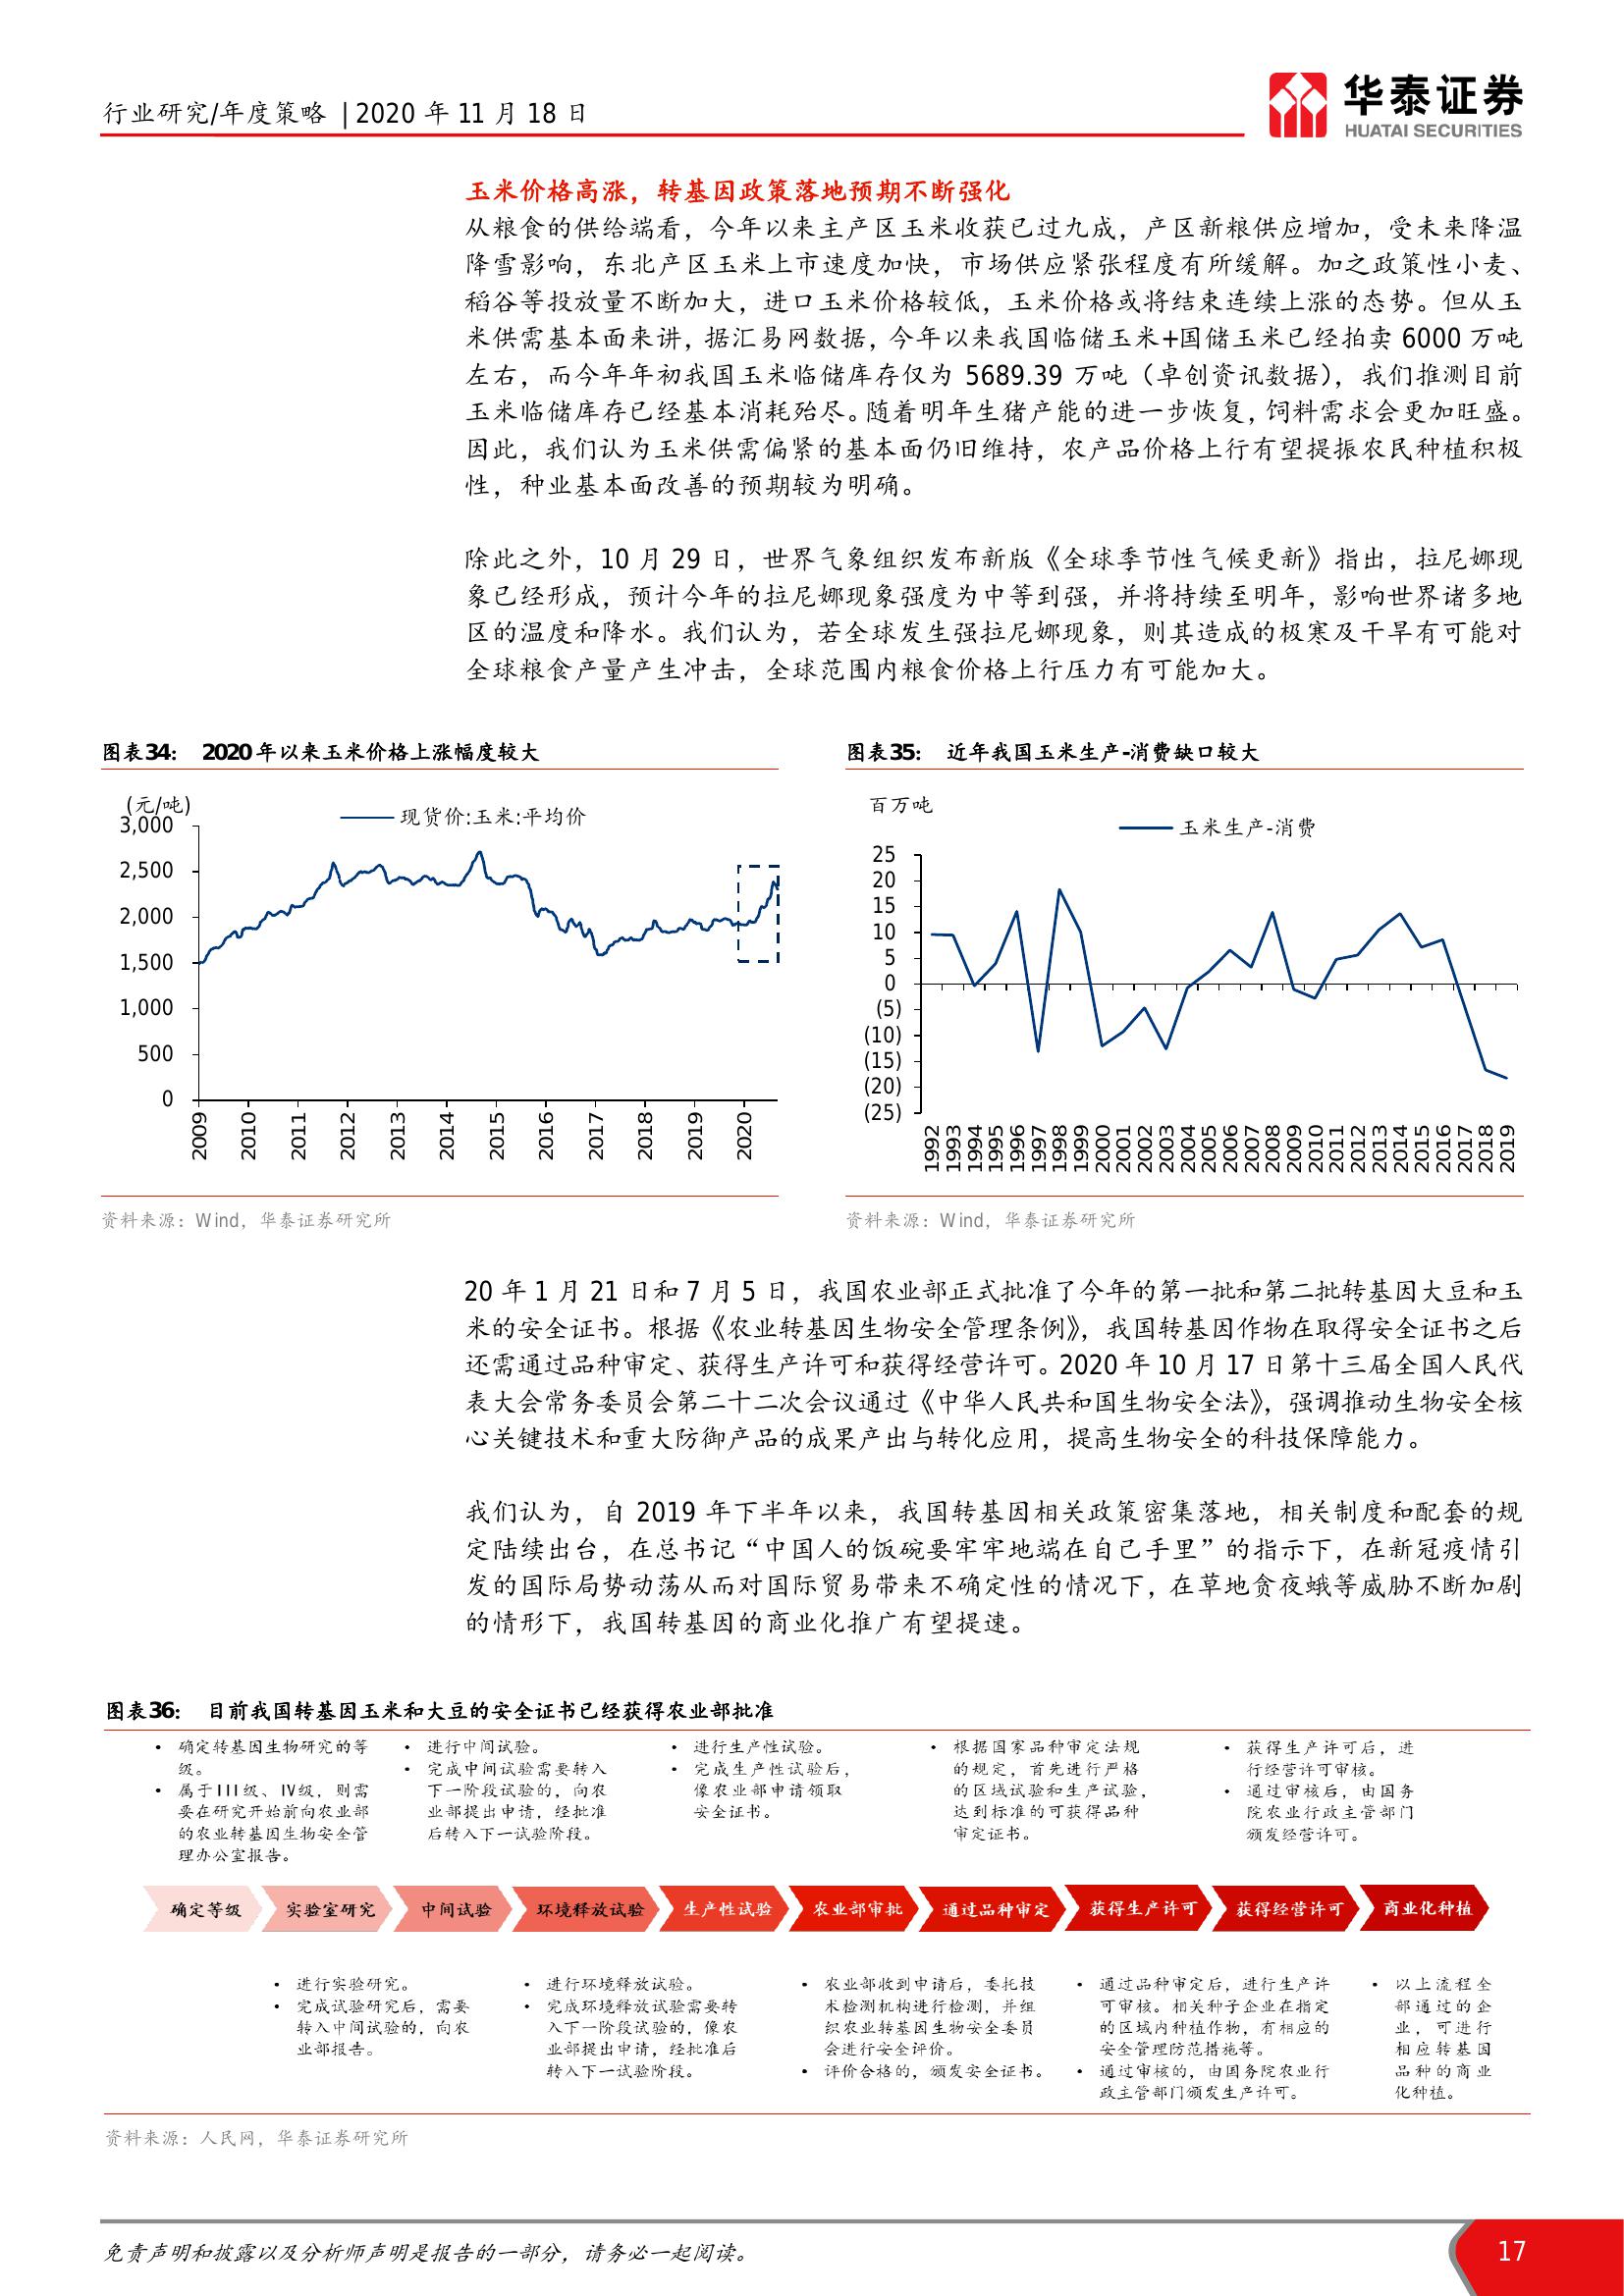 行业研究/年度策略 | 2020 年 11 月 18 日
华泰证券
HUATAI SECURITIES
玉米价格高涨，转基因政策落地预期不断强化
从粮食的供给端看，今年以来主产区玉米收获已过九成，产区新粮供应增加，受未来降温
降雪影响，东北产区玉米上市速度加快，市场供应紧张程度有所缓解。加之政策性小麦、
稻谷等投放量不断加大，进口玉米价格较低，玉米价格或将结束连续上涨的态势。但从玉
米供需基本面来讲，据汇易网数据，今年以来我国临储玉米+国储玉米已经拍卖 6000 万吨
左右，而今年年初我国玉米临储库存仅为 5689.39 万吨（卓创资讯数据），我们推测目前
玉米临储库存已经基本消耗殆尽。随着明年生猪产能的进一步恢复，饲料需求会更加旺盛。
因此，我们认为玉米供需偏紧的基本面仍旧维持，农产品价格上行有望提振农民种植积极
性，种业基本面改善的预期较为明确。
除此之外，10 月 29 日，世界气象组织发布新版《全球季节性气候更新》指出，拉尼娜现
象已经形成，预计今年的拉尼娜现象强度为中等到强，并将持续至明年，影响世界诸多地
区的温度和降水。我们认为，若全球发生强拉尼娜现象，则其造成的极寒及干旱有可能对
全球粮食产量产生冲击，全球范围内粮食价格上行压力有可能加大。
图表34： 2020 年以来玉米价格上涨幅度较大
(元/吨)
现货价:玉米:平均价
3,000
2,500
2,000
1,500
1,000
500
0
2009 2010 2011 2012 2013 2014 2015 2016 2017 2018 2019 2020
资料来源：Wind，华泰证券研究所
图表35： 近年我国玉米生产-消费缺口较大
百万吨
玉米生产-消费
25
20
15
10
5
0
(5)
(10)
(15)
(20)
(25)
1992 1993 1994 1995 1996 1997 1998 1999 2000 2001 2002 2003 2004 2005 2006 2007 2008 2009 2010 2011 2012 2013 2014 2015 2016 2017 2018 2019
资料来源：Wind，华泰证券研究所
20 年 1 月 21 日和 7 月 5 日，我国农业部正式批准了今年的第一批和第二批转基因大豆和玉
米的安全证书。根据《农业转基因生物安全管理条例》，我国转基因作物在取得安全证书之后
还需通过品种审定、获得生产许可和获得经营许可。2020 年 10 月 17 日第十三届全国人民代
表大会常务委员会第二十二次会议通过《中华人民共和国生物安全法》，强调推动生物安全核
心关键技术和重大防御产品的成果产出与转化应用，提高生物安全的科技保障能力。
我们认为，自 2019 年下半年以来，我国转基因相关政策密集落地，相关制度和配套的规
定陆续出台，在总书记“中国人的饭碗要牢牢地端在自己手里”的指示下，在新冠疫情引
发的国际局势动荡从而对国际贸易带来不确定性的情况下，在草地贪夜蛾等威胁不断加剧
的情形下，我国转基因的商业化推广有望提速。
图表36： 目前我国转基因玉米和大豆的安全证书已经获得农业部批准
• 确定转基因生物研究的等
级。
• 属于III级、IV级，则需
要在研究开始前向农业部
的农业转基因生物安全管
理办公室报告。
• 进行中间试验。
• 完成中间试验需要转入
下一阶段试验的，向农
业部提出申请，经批准
后转入下一试验阶段。
• 进行生产性试验。
• 完成生产性试验后，
像农业部申请领取
安全证书。
• 根据国家品种审定法规
的规定，首先进行严格
的区域试验和生产试验，
达到标准的可获得品种
审定证书。
• 获得生产许可后，进
行经营许可审核。
• 通过审核后，由国务
院农业行政主管部门
颁发经营许可。
确定等级 实验室研究 中间试验 环境释放试验 生产性试验 农业部审批 通过品种审定 获得生产许可 获得经营许可 商业化种植
• 进行实验研究。
• 完成试验研究后，需要
转入中间试验的，向农
业部报告。
• 进行环境释放试验。
• 完成环境释放试验需要转
入下一阶段试验的，像农
业部提出申请，经批准后
转入下一试验阶段。
• 农业部收到申请后，委托技
术检测机构进行检测，并组
织农业转基因生物安全委员
会进行安全评价。
• 评价合格的，颁发安全证书。
• 通过品种审定后，进行生产许
可审核。相关种子企业在指定
的区域内种植作物，有相应的
安全管理防范措施等。
• 通过审核的，由国务院农业行
政主管部门颁发生产许可。
• 以上流程全
部通过的企
业，可进行
相应转基因
品种的商业
化种植。
资料来源：人民网，华泰证券研究所
免责声明和披露以及分析师声明是报告的一部分，请务必一起阅读。
17